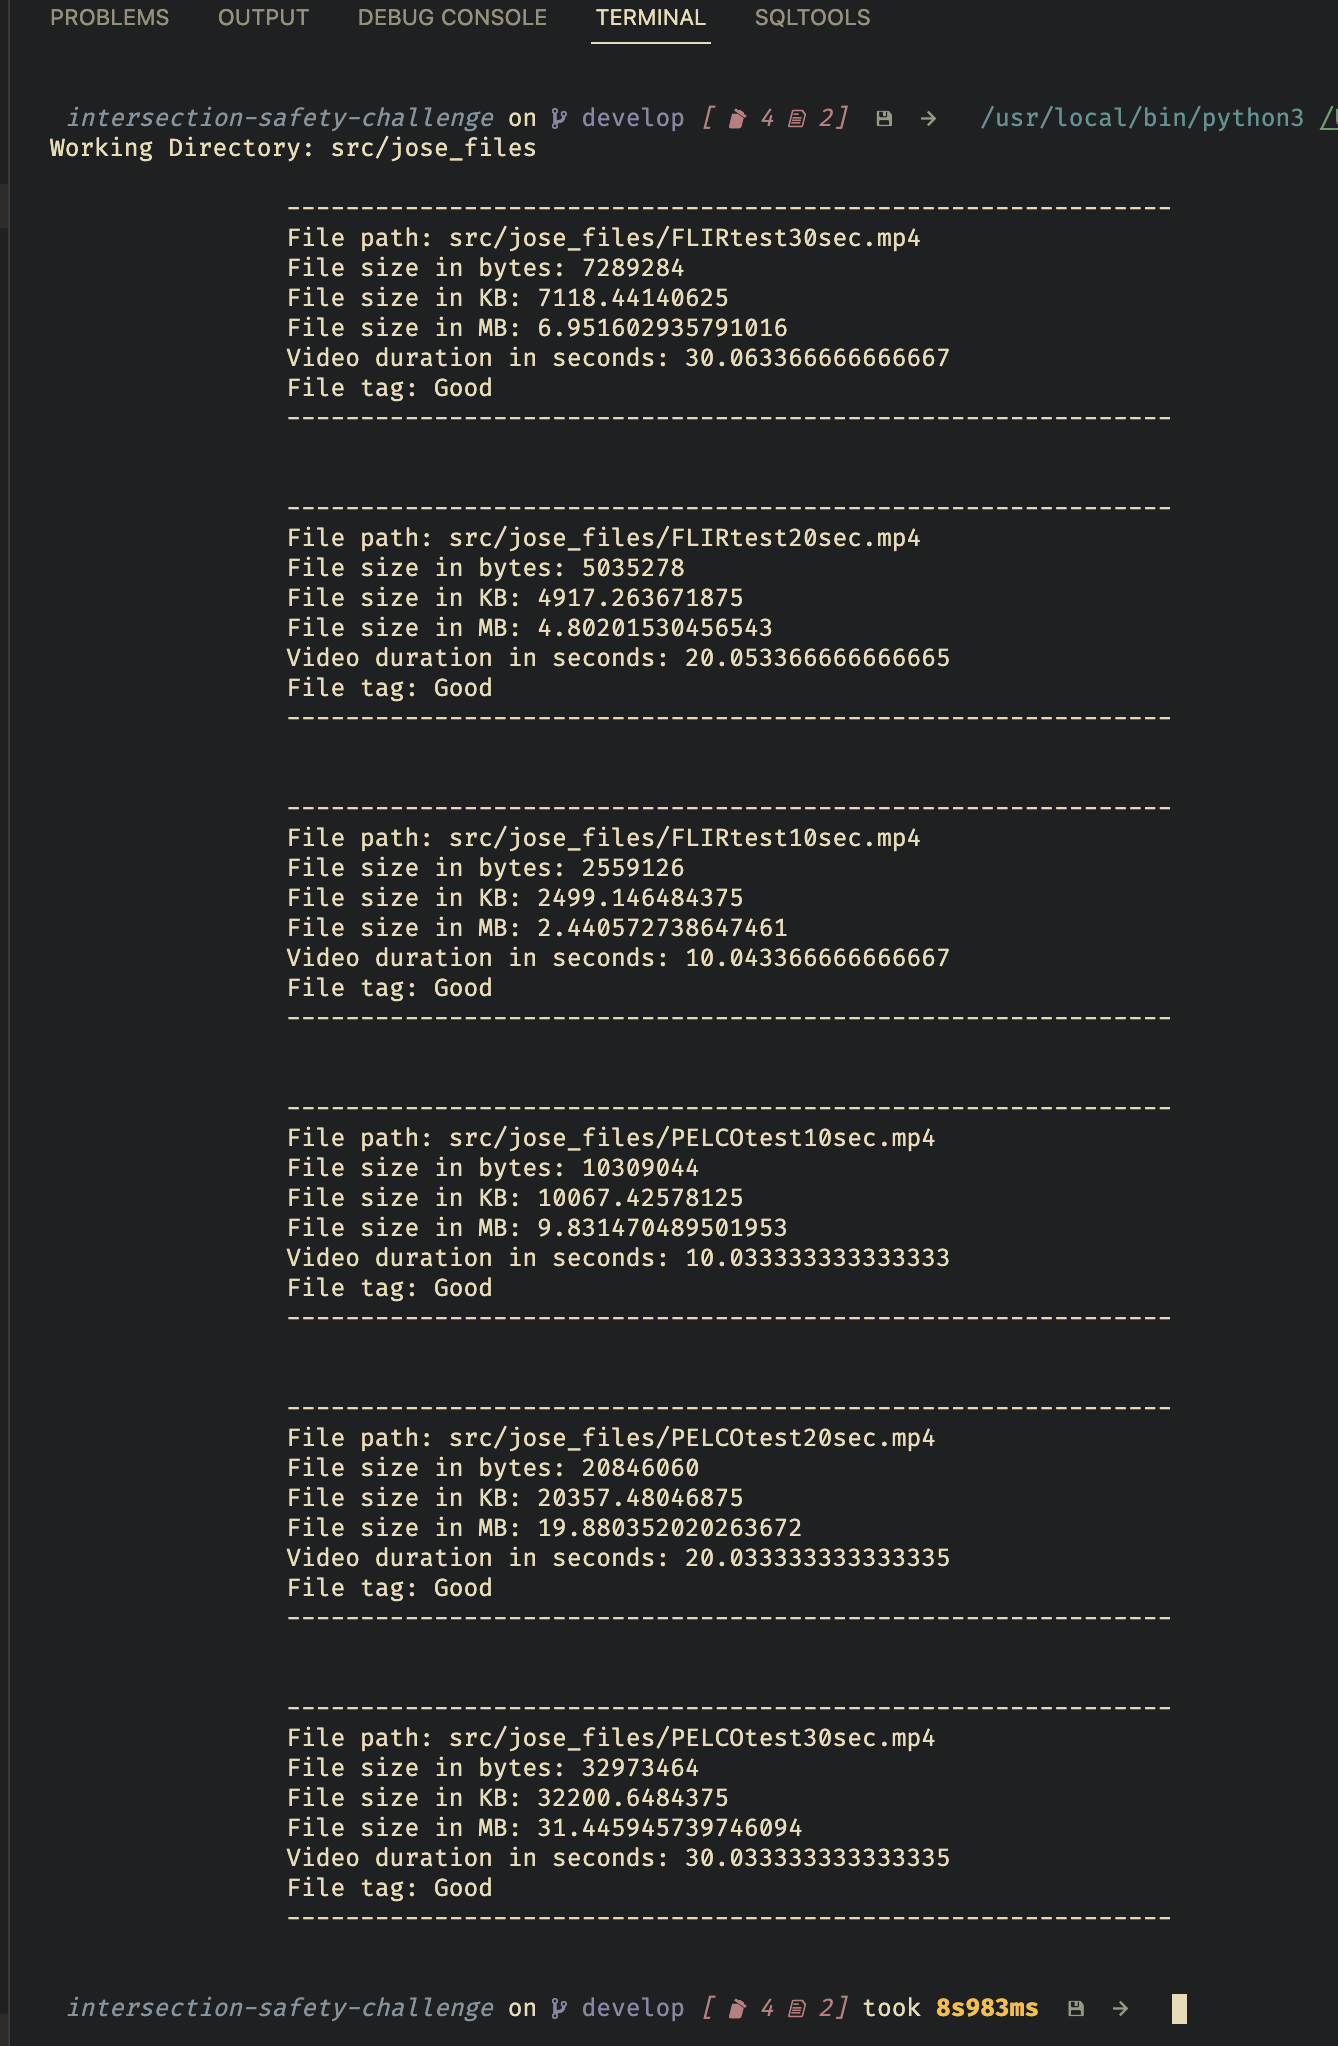 PROBLEMS OUTPUT DEBUG CONSOLE TERMINAL SQLTOOLS
intersection-safety-challenge on develop [ 4 2] → /usr/local/bin/python3
Working Directory: src/jose_files
------------------------------------------------------------
File path: src/jose_files/FLIRtest30sec.mp4
File size in bytes: 7289284
File size in KB: 7118.44140625
File size in MB: 6.951602935791016
Video duration in seconds: 30.063366666666667
File tag: Good
------------------------------------------------------------
------------------------------------------------------------
File path: src/jose_files/FLIRtest20sec.mp4
File size in bytes: 5035278
File size in KB: 4917.263671875
File size in MB: 4.80201530456543
Video duration in seconds: 20.053366666666665
File tag: Good
------------------------------------------------------------
------------------------------------------------------------
File path: src/jose_files/FLIRtest10sec.mp4
File size in bytes: 2559126
File size in KB: 2499.146484375
File size in MB: 2.440572738647461
Video duration in seconds: 10.043366666666667
File tag: Good
------------------------------------------------------------
------------------------------------------------------------
File path: src/jose_files/PELCOtest10sec.mp4
File size in bytes: 10309044
File size in KB: 10067.42578125
File size in MB: 9.831470489501953
Video duration in seconds: 10.033333333333333
File tag: Good
------------------------------------------------------------
------------------------------------------------------------
File path: src/jose_files/PELCOtest20sec.mp4
File size in bytes: 20846060
File size in KB: 20357.48046875
File size in MB: 19.880352020263672
Video duration in seconds: 20.033333333333335
File tag: Good
------------------------------------------------------------
------------------------------------------------------------
File path: src/jose_files/PELCOtest30sec.mp4
File size in bytes: 32973464
File size in KB: 32200.6484375
File size in MB: 31.445945739746094
Video duration in seconds: 30.033333333333335
File tag: Good
------------------------------------------------------------
intersection-safety-challenge on develop [ 4 2] took 8s983ms →